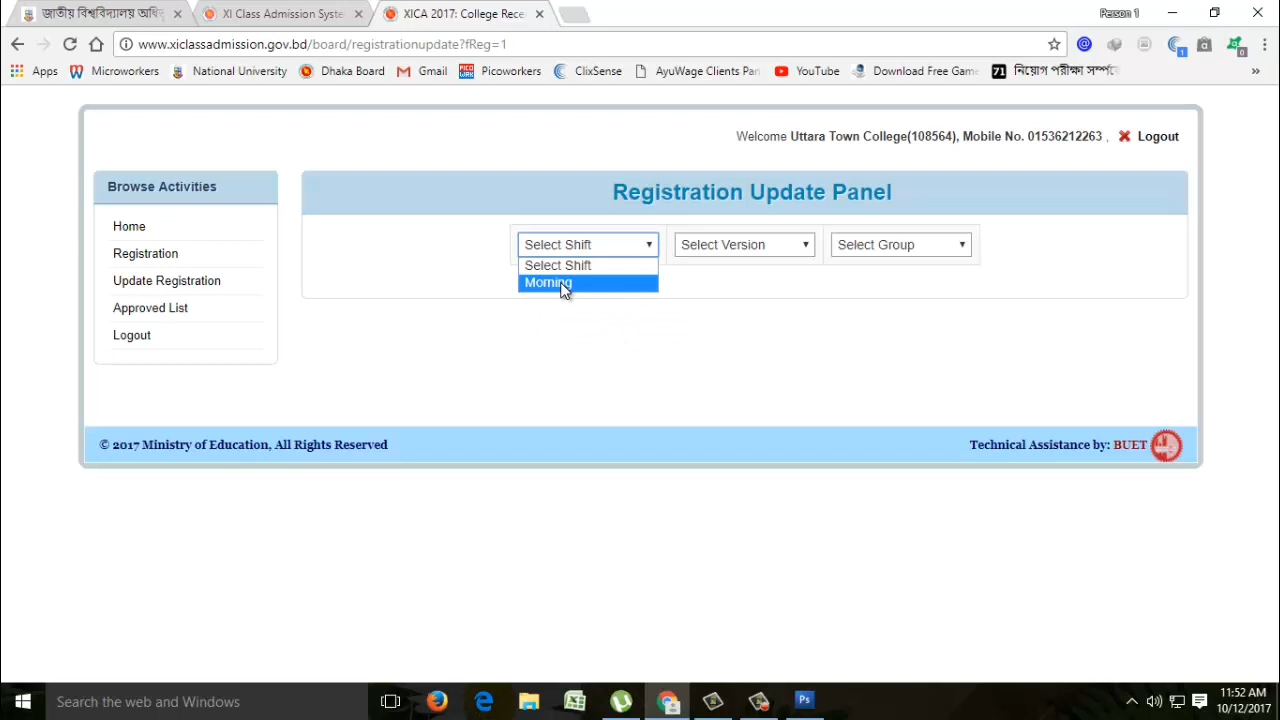 জাতীয় বিশ্ববিদ্যালয় অধিভু
XI Class Admission Syste
XICA 2017: College Rece
Person 1
www.xiclassadmission.gov.bd/board/registrationupdate?fReg=1
Apps
Microworkers
National University
Dhaka Board
Gmail
Picoworkers
ClixSense
AyuWage Clients Pan
YouTube
Download Free Game
71 নিয়োগ পরীক্ষা সম্পর্কে
»
Welcome Uttara Town College(108564), Mobile No. 01536212263 , Logout
Browse Activities
Home
Registration
Update Registration
Approved List
Logout
Registration Update Panel
Select Shift
Select Version
Select Group
Select Shift
Morning
© 2017 Ministry of Education, All Rights Reserved
Technical Assistance by: BUET
Search the web and Windows
11:52 AM
10/12/2017